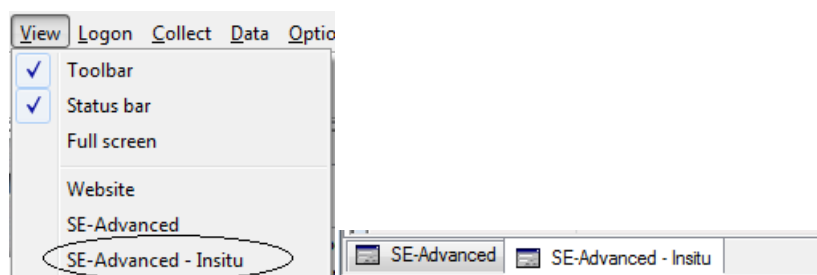 View Logon Collect Data Optio
Toolbar
Status bar
Full screen
Website
SE-Advanced
SE-Advanced - Insitu
SE-Advanced SE-Advanced - Insitu